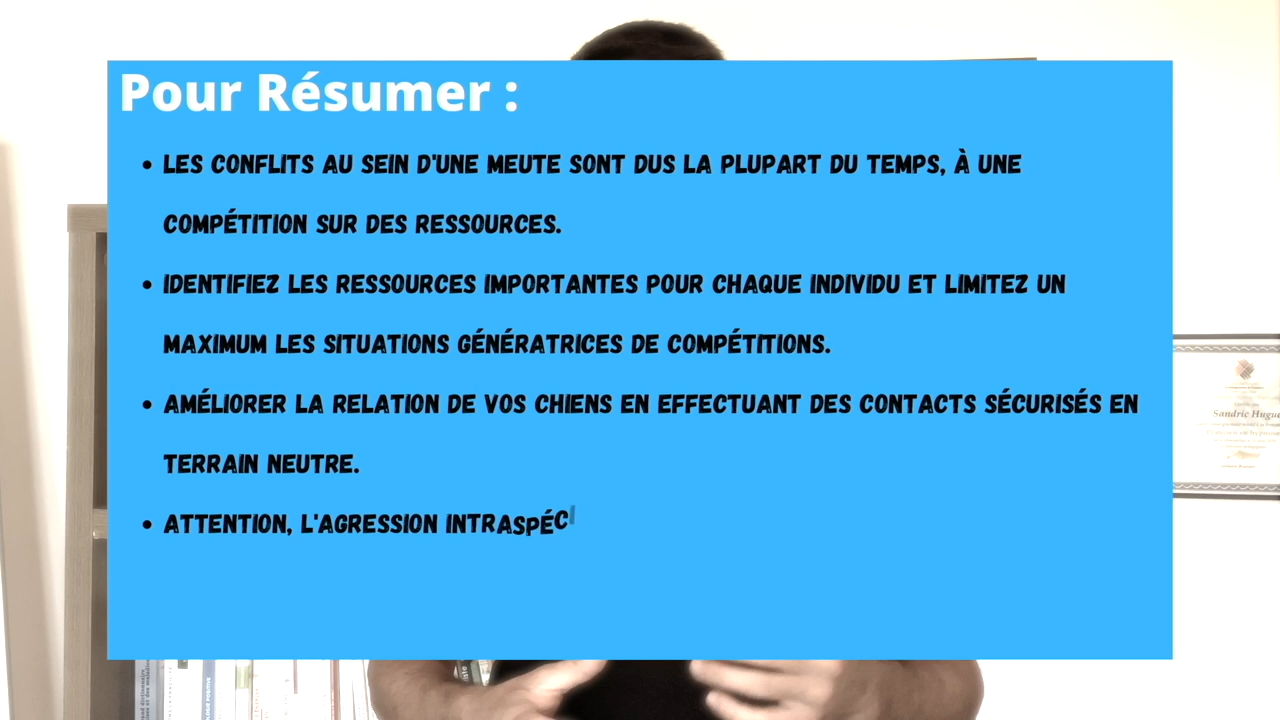 Pour Résumer :
• LES CONFLITS AU SEIN D'UNE MEUTE SONT DUS LA PLUPART DU TEMPS, À UNE
COMPÉTITION SUR DES RESSOURCES.
• IDENTIFIEZ LES RESSOURCES IMPORTANTES POUR CHAQUE INDIVIDU ET LIMITEZ UN
MAXIMUM LES SITUATIONS GÉNÉRATRICES DE COMPÉTITIONS.
• AMÉLIORER LA RELATION DE VOS CHIENS EN EFFECTUANT DES CONTACTS SÉCURISÉS EN
TERRAIN NEUTRE.
• ATTENTION, L'AGRESSION INTRASPÉC
Sandric Hugue